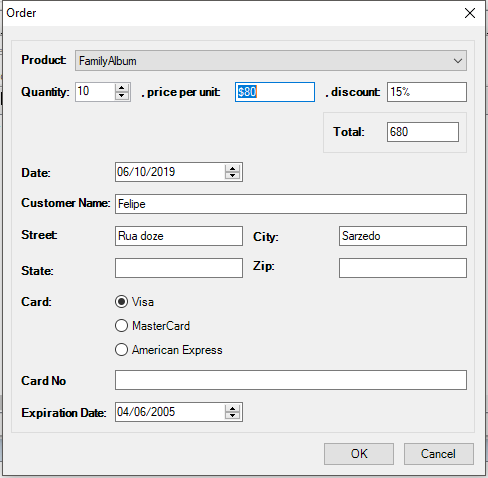 Order
Product: FamilyAlbum
Quantity: 10 , price per unit: $80 , discount: 15%
Total: 680
Date: 06/10/2019
Customer Name: Felipe
Street: Rua doze City: Sarzedo
State: Zip:
Card: Visa
MasterCard
American Express
Card No
Expiration Date: 04/06/2005
OK Cancel